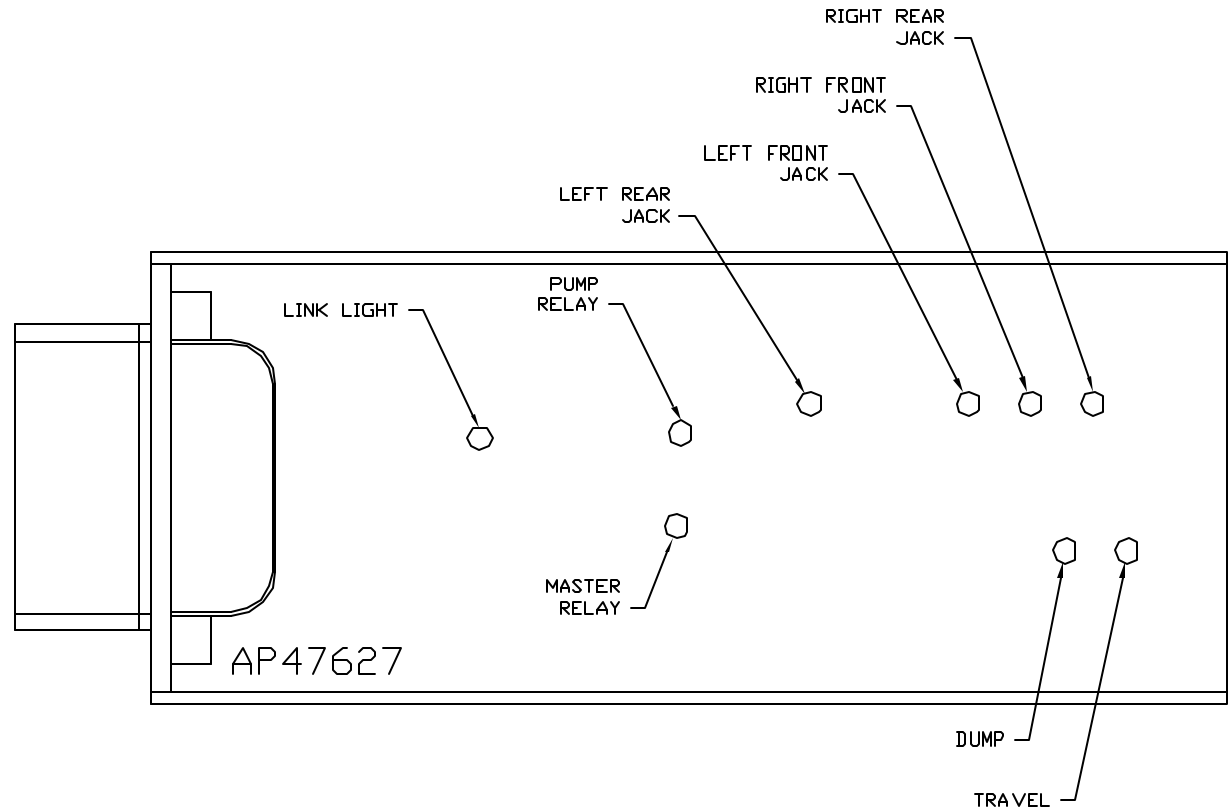 RIGHT REAR
JACK
RIGHT FRONT
JACK
LEFT FRONT
JACK
LEFT REAR
JACK
PUMP
RELAY
LINK LIGHT
MASTER
RELAY
AP47627
DUMP
TRAVEL